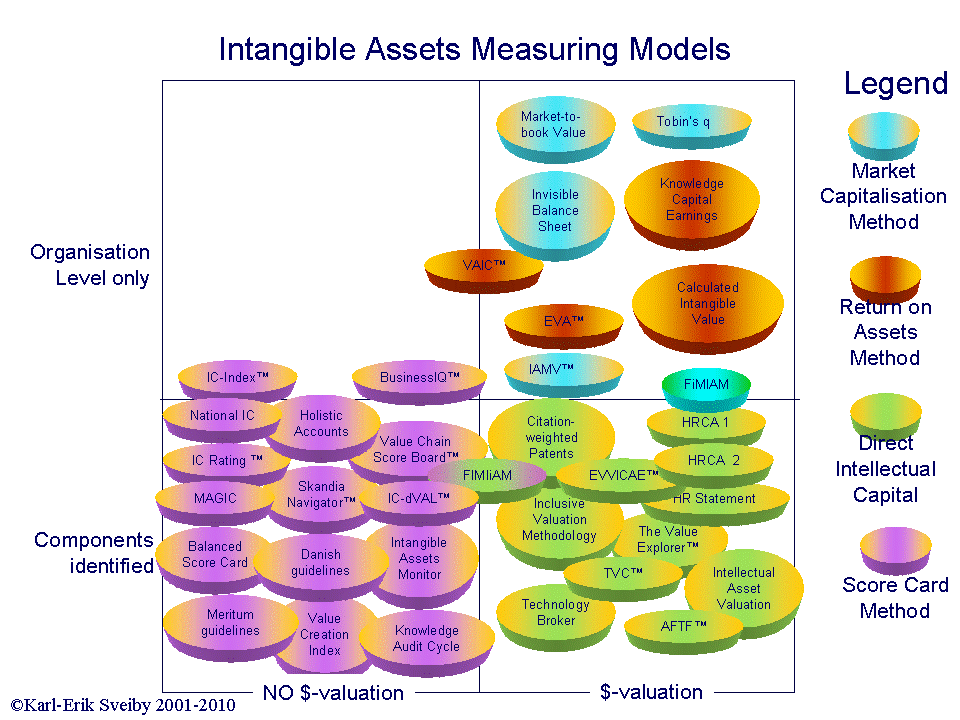 Intangible Assets Measuring Models
Legend
Market
Capitalisation
Method
Return on
Assets
Method
Direct
Intellectual
Capital
Score Card
Method
Organisation
Level only
Components
identified
NO $-valuation
$-valuation
Market-to-
book Value
Tobin's q
Invisible
Balance
Sheet
Knowledge
Capital
Earnings
VAIC™
Calculated
Intangible
Value
EVA™
IAMV™
FiMIAM
IC-Index™
BusinessIQ™
National IC
Holistic
Accounts
Value Chain
Score Board™
IC Rating ™
Skandia
Navigator™
MAGIC
IC-dVAL™
Balanced
Score Card
Danish
guidelines
Intangible
Assets
Monitor
Meritum
guidelines
Value
Creation
Index
Knowledge
Audit Cycle
Citation-
weighted
Patents
HRCA 1
HRCA 2
FIMIAM
EVVICAE™
HR Statement
Inclusive
Valuation
Methodology
The Value
Explorer™
TVC™
Intellectual
Asset
Valuation
Technology
Broker
AFTF™
©Karl-Erik Sveiby 2001-2010